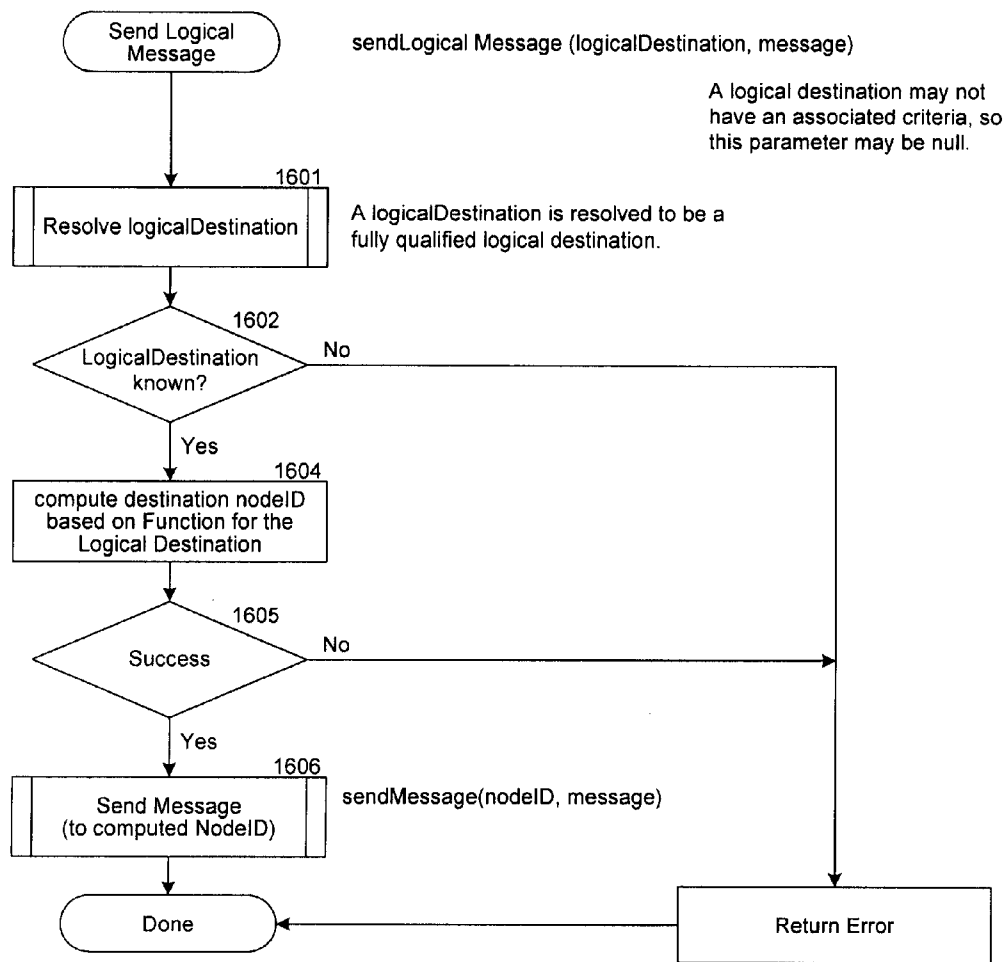 Send Logical
Message
sendLogical Message (logicalDestination, message)
A logical destination may not
have an associated criteria, so
this parameter may be null.
1601
Resolve logicalDestination
A logicalDestination is resolved to be a
fully qualified logical destination.
1602
LogicalDestination
known?
No
Yes
1604
compute destination nodeID
based on Function for the
Logical Destination
1605
Success
No
Yes
1606
Send Message
(to computed NodeID)
sendMessage(nodeID, message)
Done
Return Error